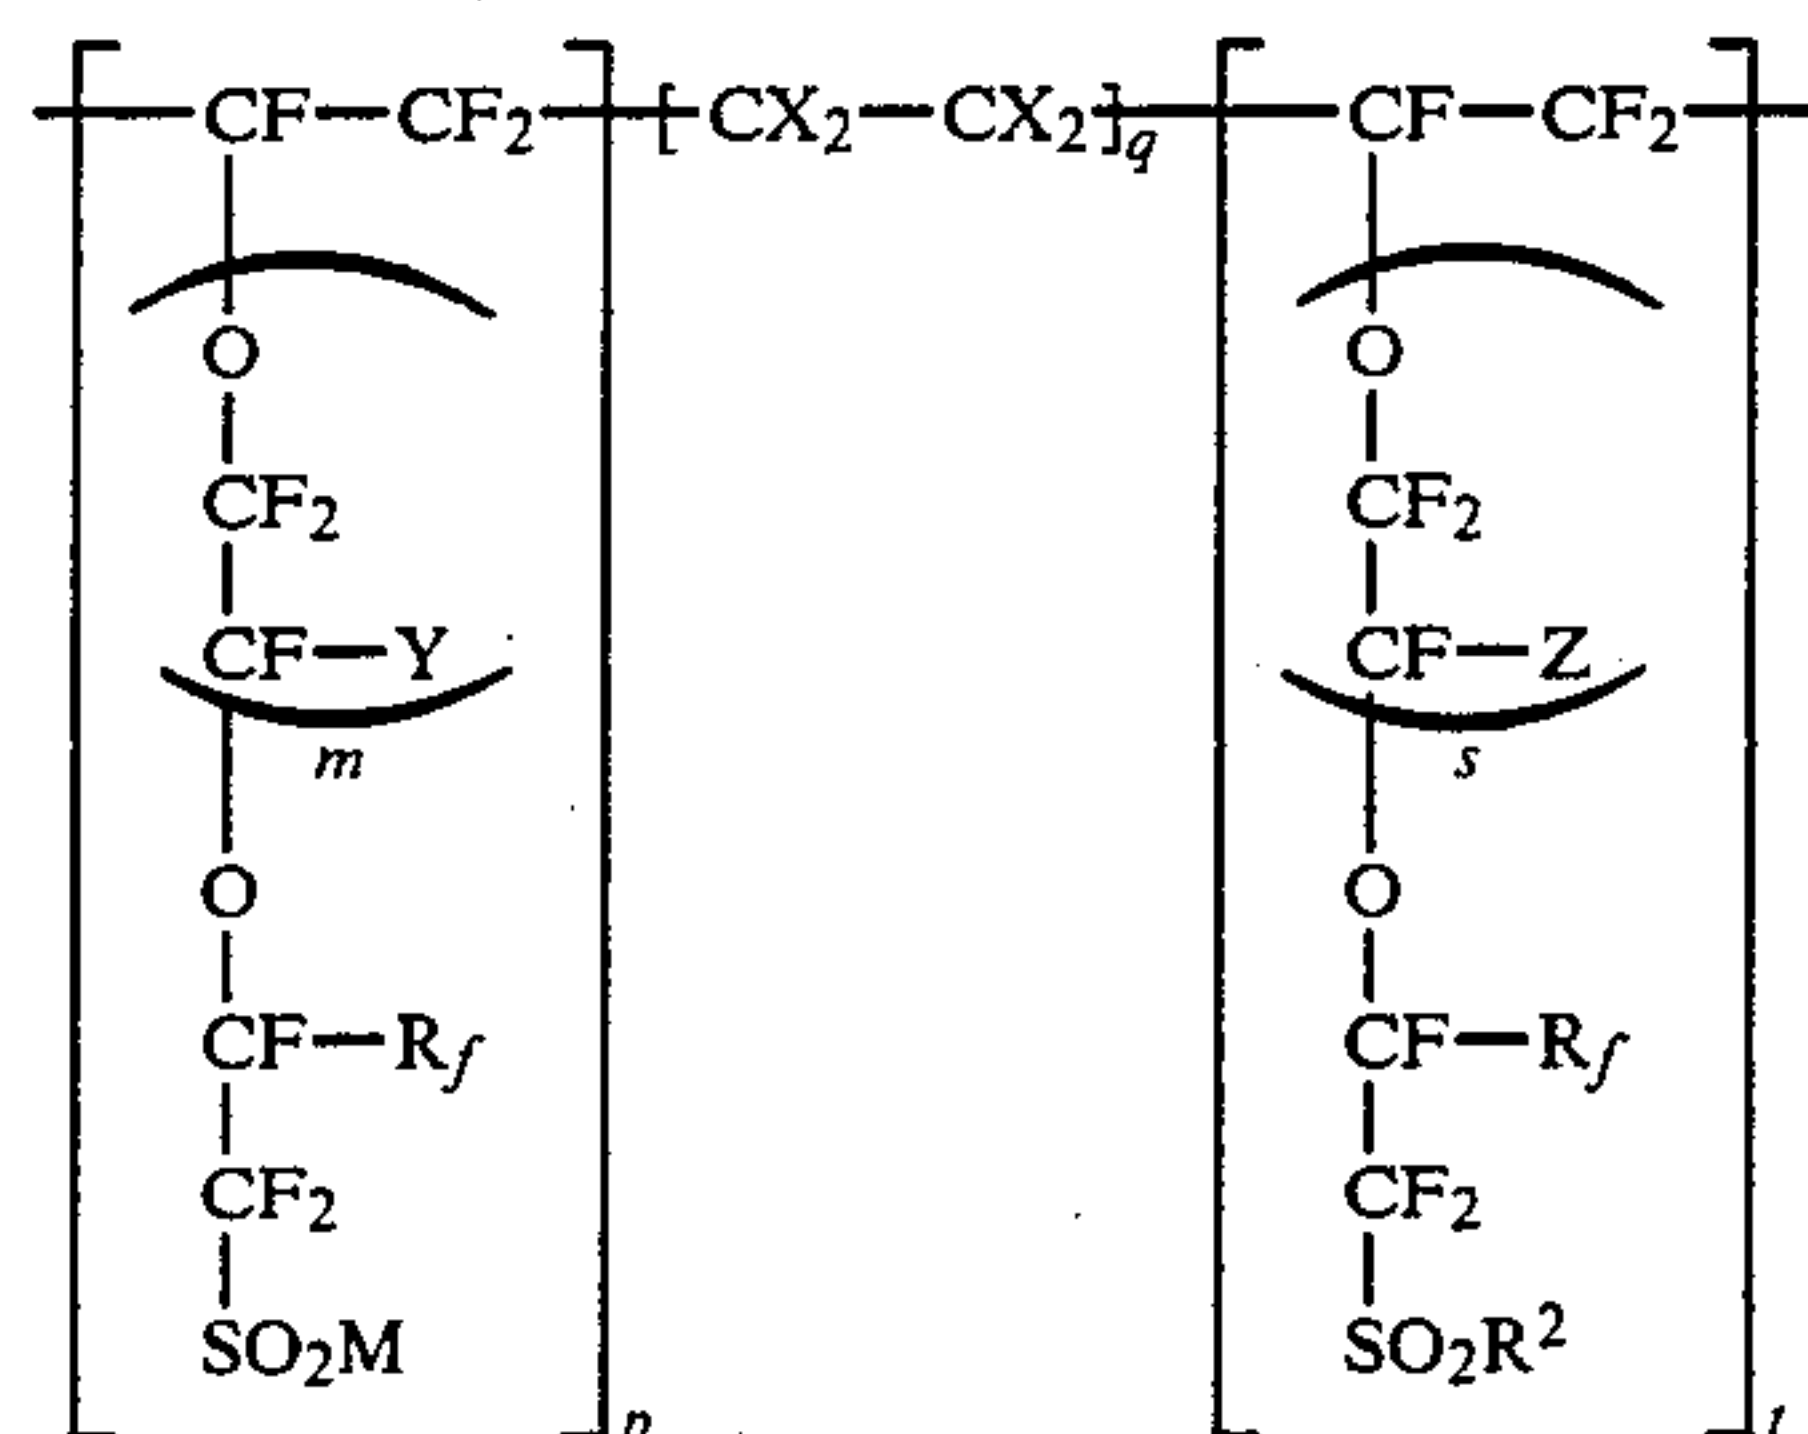 CF—CF₂ [CX₂—CX₂]q CF—CF₂
O O
CF₂ CF₂
CF—Y CF—Z
m s
O O
CF—Rf CF—Rf
CF₂ CF₂
SO₂M SO₂R²